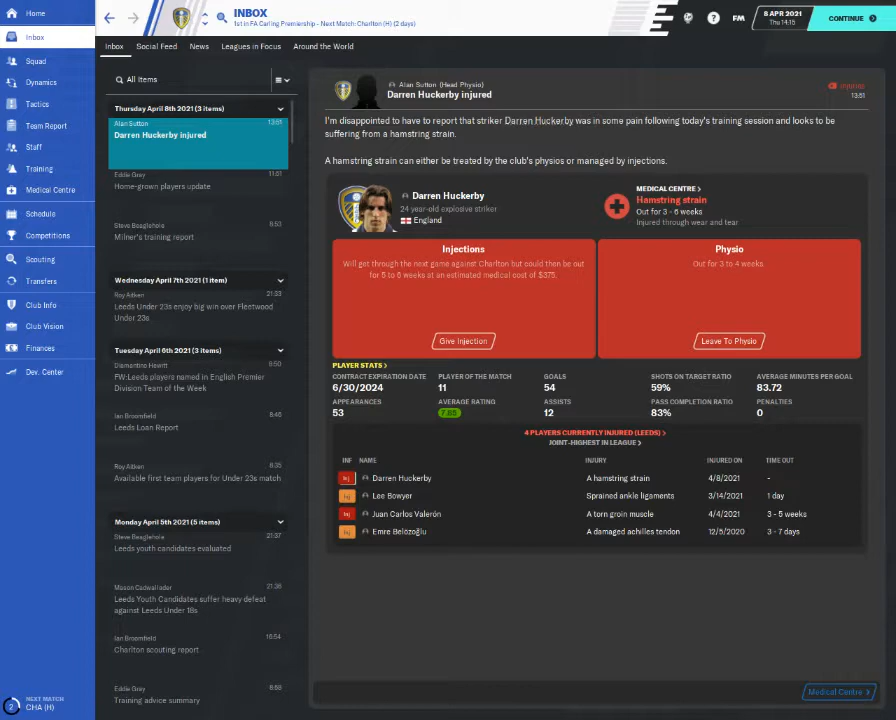 Home
Inbox
Squad
Dynamics
Tactics
Team Report
Staff
Training
Medical Centre
Schedule
Competitions
Scouting
Transfers
Club Info
Club Vision
Finances
Dev. Center
2
NEXT MATCH
CHA (H)
INBOX
1st in FA Carling Premiership - Next Match: Charlton (H) (2 days)
?
FM
8 APR 2021
Thu 14:15
CONTINUE
Inbox
Social Feed
News
Leagues in Focus
Around the World
All Items
Thursday April 8th 2021 (3 items)
Alan Sutton
13:51
Darren Huckerby injured
Eddie Gray
11:51
Home-grown players update
Steve Beaglehole
8:53
Milner's training report
Wednesday April 7th 2021 (1 item)
Roy Aitken
21:33
Leeds Under 23s enjoy big win over Fleetwood
Under 23s
Tuesday April 6th 2021 (3 items)
Diamantino Hewitt
8:50
FW:Leeds players named in English Premier
Division Team of the Week
Ian Broomfield
8:46
Leeds Loan Report
Roy Aitken
8:35
Available first team players for Under 23s match
Monday April 5th 2021 (5 items)
Steve Beaglehole
21:37
Leeds youth candidates evaluated
Mason Cadwallader
21:36
Leeds Youth Candidates suffer heavy defeat
against Leeds Under 18s
Ian Broomfield
16:54
Charlton scouting report
Eddie Gray
8:58
Training advice summary
Alan Sutton (Head Physio)
Darren Huckerby injured
Injuries
13:51
I'm disappointed to have to report that striker Darren Huckerby was in some pain following today's training session and looks to be
suffering from a hamstring strain.
A hamstring strain can either be treated by the club's physios or managed by injections.
Darren Huckerby
24 year-old explosive striker
England
MEDICAL CENTRE >
Hamstring strain
Out for 3 - 6 weeks
Injured through wear and tear
Injections
Will get through the next game against Charlton but could then be out
for 5 to 6 weeks at an estimated medical cost of $375.
Give Injection
Physio
Out for 3 to 4 weeks.
Leave To Physio
PLAYER STATS >
CONTRACT EXPIRATION DATE
6/30/2024
PLAYER OF THE MATCH
11
GOALS
54
SHOTS ON TARGET RATIO
59%
AVERAGE MINUTES PER GOAL
83.72
APPEARANCES
53
AVERAGE RATING
7.85
ASSISTS
12
PASS COMPLETION RATIO
83%
PENALTIES
0
4 PLAYERS CURRENTLY INJURED (LEEDS) >
JOINT-HIGHEST IN LEAGUE >
INF NAME INJURY INJURED ON TIME OUT
Inj Darren Huckerby A hamstring strain 4/8/2021 -
Inj Lee Bowyer Sprained ankle ligaments 3/14/2021 1 day
Inj Juan Carlos Valerón A torn groin muscle 4/4/2021 3 - 5 weeks
Inj Emre Belözoğlu A damaged achilles tendon 12/5/2020 3 - 7 days
Medical Centre >